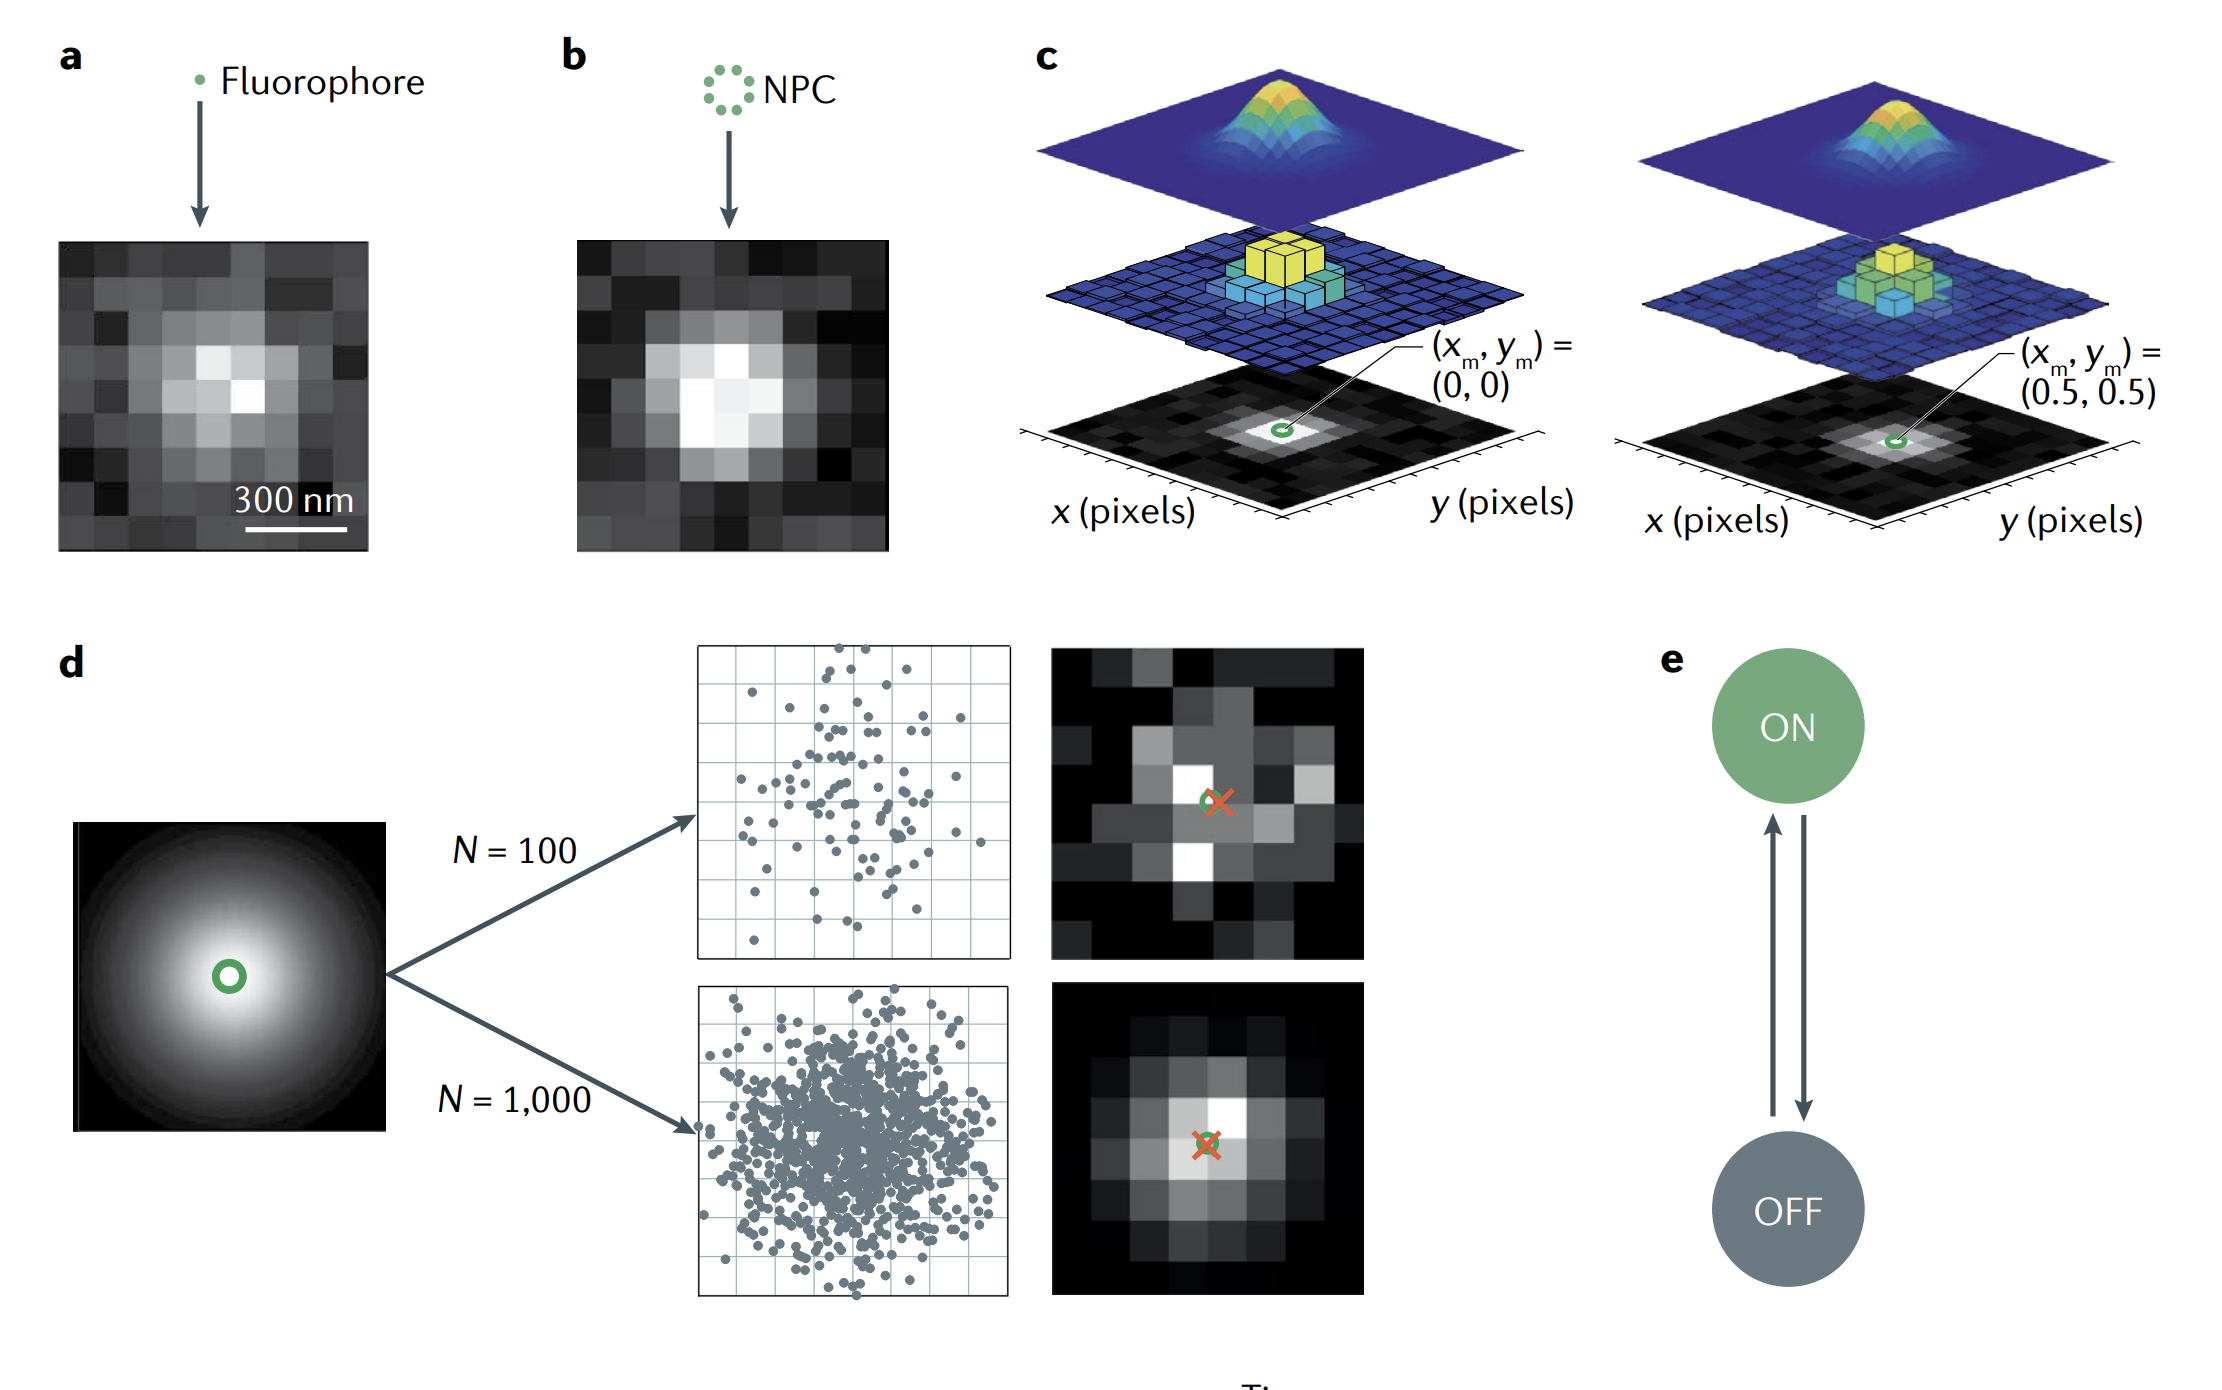 a
Fluorophore
300 nm
b
NPC
c
(xm, ym) =
(0, 0)
x (pixels)
y (pixels)
(xm, ym) =
(0.5, 0.5)
x (pixels)
y (pixels)
d
N = 100
N = 1,000
e
ON
OFF